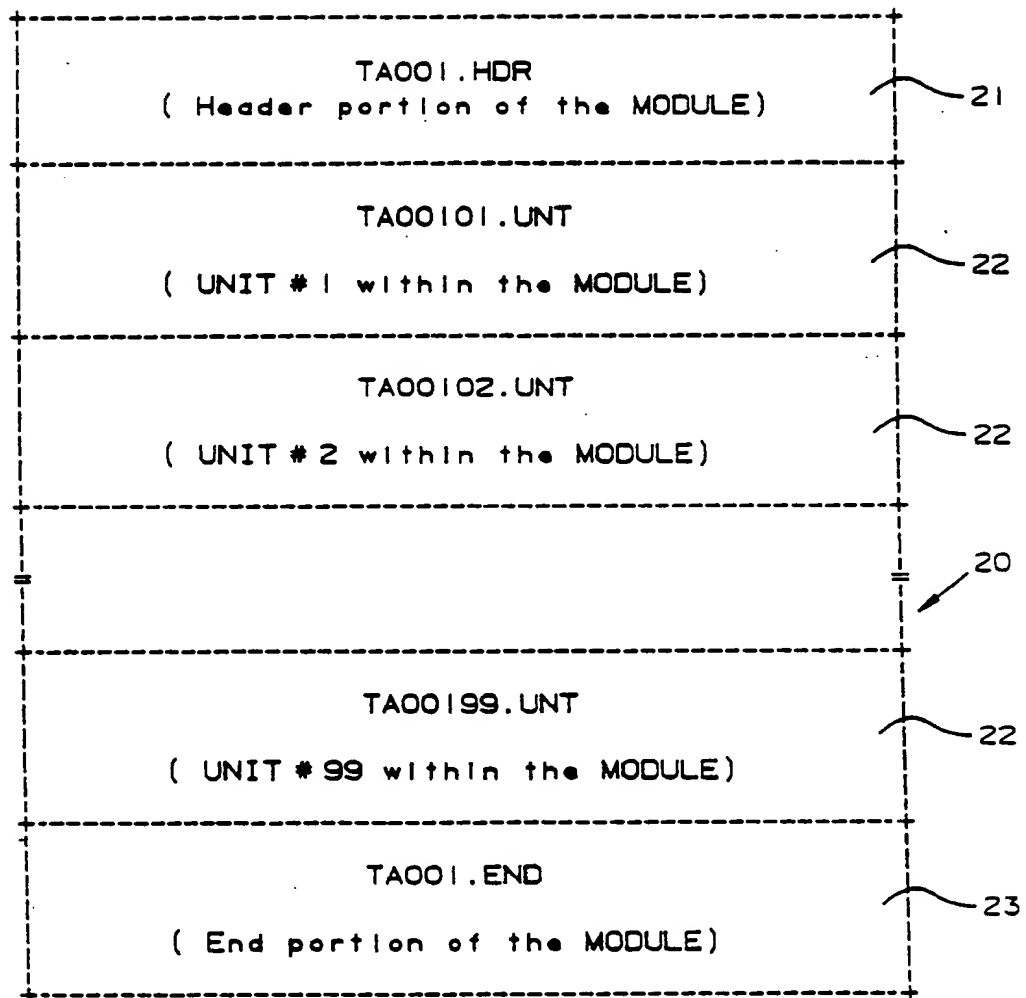 TA001.HDR
( Header portion of the MODULE)
21
TA00101.UNT
22
( UNIT # 1 within the MODULE)
TA00102.UNT
22
( UNIT # 2 within the MODULE)
20
TA00199.UNT
22
( UNIT # 99 within the MODULE)
TA001.END
23
( End portion of the MODULE)